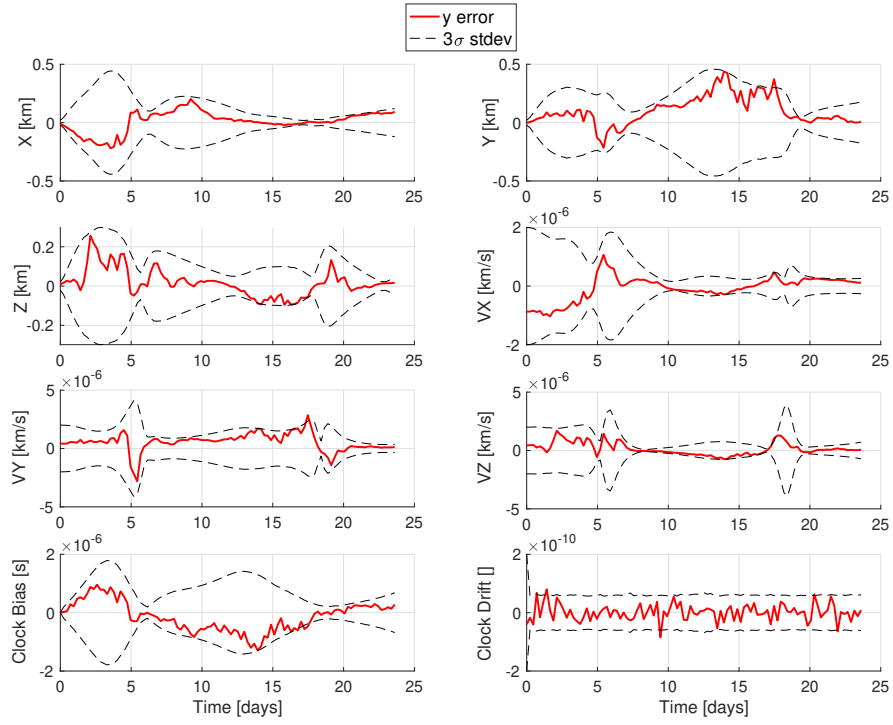 y error
3σ stdev
0.5
0
-0.5
X [km]
0 5 10 15 20 25
0.5
0
-0.5
Y [km]
0 5 10 15 20 25
0.2
0
-0.2
Z [km]
0 5 10 15 20 25
×10-6
2
0
-2
VX [km/s]
0 5 10 15 20 25
×10-6
5
0
-5
VY [km/s]
0 5 10 15 20 25
×10-6
5
0
-5
VZ [km/s]
0 5 10 15 20 25
×10-6
2
0
-2
Clock Bias [s]
0 5 10 15 20 25
Time [days]
×10-10
2
0
-2
Clock Drift []
0 5 10 15 20 25
Time [days]